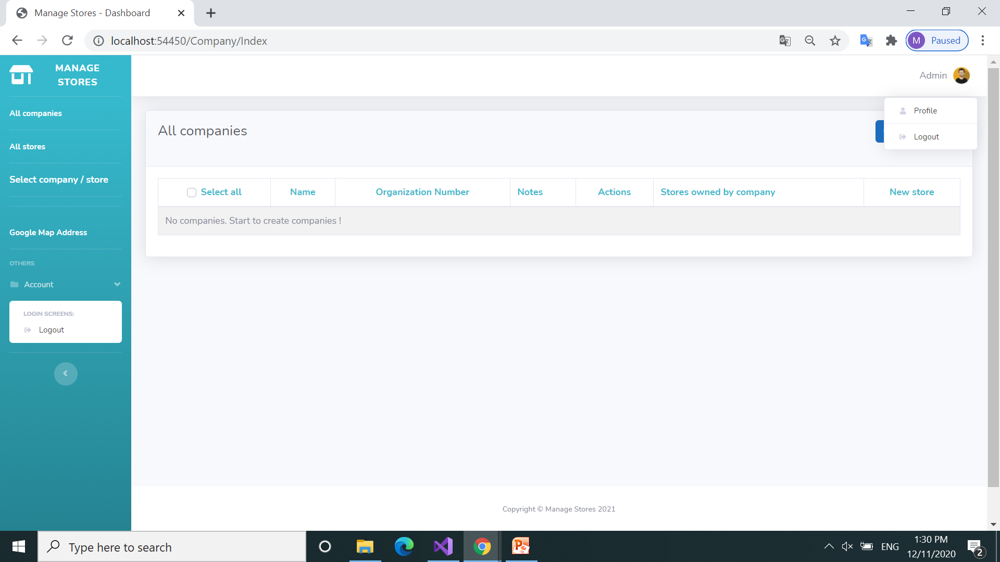 Manage Stores - Dashboard
localhost:54450/Company/Index
M Paused
MANAGE
STORES
Admin
All companies
All stores
Select company / store
Google Map Address
OTHERS
Account
LOGIN SCREENS:
Logout
Profile
Logout
All companies
Select all Name Organization Number Notes Actions Stores owned by company New store
No companies. Start to create companies !
Copyright © Manage Stores 2021
Type here to search
ENG
1:30 PM
12/11/2020
2